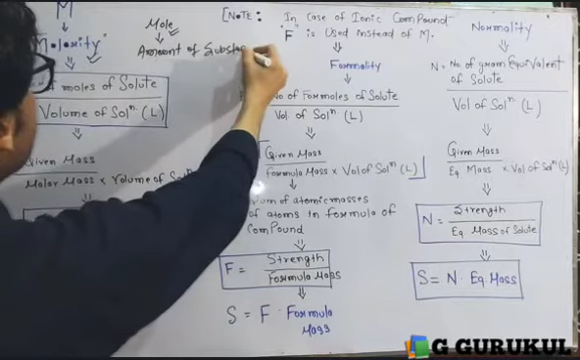 M
Molarity
Mole
Amount of Substa
of moles of Solute
Volume of Solⁿ. (L)
Given Mass
Molar Mass × Volume of Sol
[NOTE: In Case of Ionic Compound
"F" is Used instead of M.
Formality
No of Formoles of Solute
Vol. of Solⁿ (L)
Given Mass
Formula Mass × Vol of Solⁿ (L)
um of atomic masses
of atoms in Formula of
Compound
F = Strength
Formula Mass
S = F · Formula
Mass
Normality
N = No of gram Equivalent
of Solute
Vol of Solⁿ (L)
Given Mass
Eq. Mass × Vol of Solⁿ(L)
N = Strength
Eq Mass of Solute
S = N · Eq. Mass
G GURUKUL